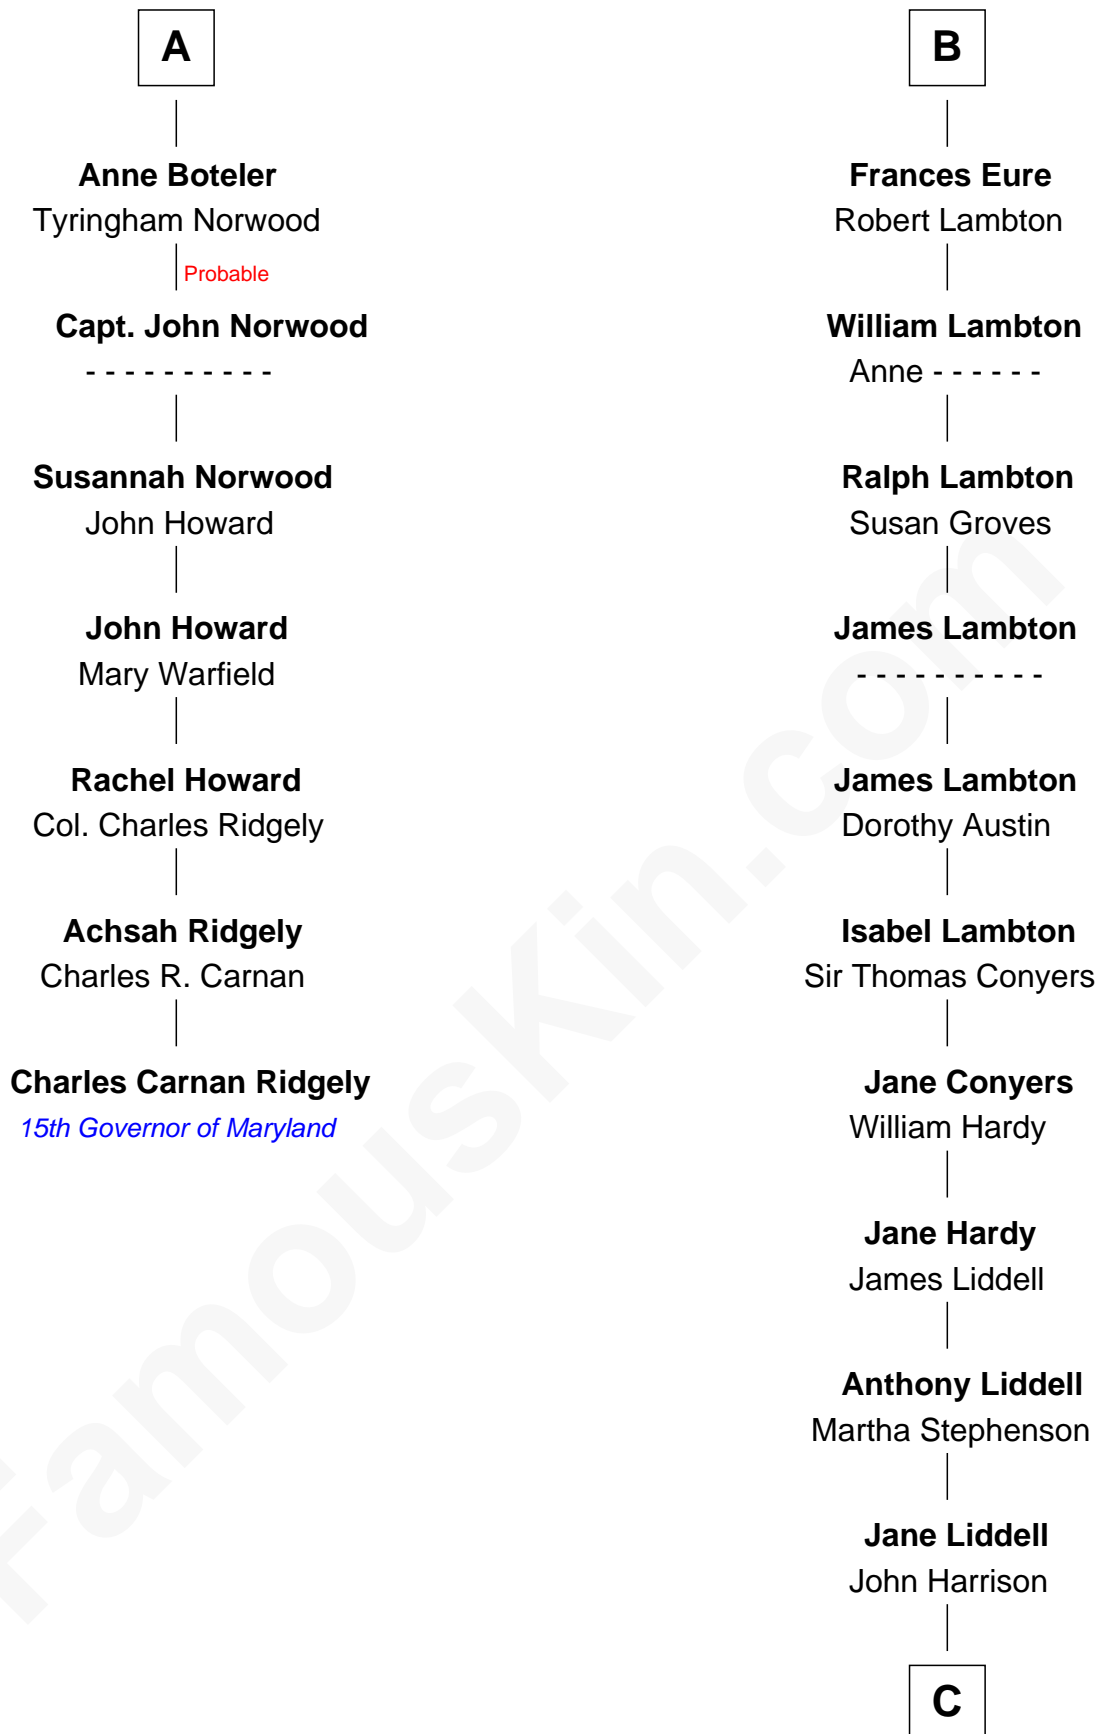 A
Anne Boteler
Tyringham Norwood
Probable
Capt. John Norwood
- - - - - - - - - -
Susannah Norwood
John Howard
John Howard
Mary Warfield
Rachel Howard
Col. Charles Ridgely
Achsah Ridgely
Charles R. Carnan
Charles Carnan Ridgely
15th Governor of Maryland
B
Frances Eure
Robert Lambton
William Lambton
Anne - - - - - -
Ralph Lambton
Susan Groves
James Lambton
- - - - - - - - - -
James Lambton
Dorothy Austin
Isabel Lambton
Sir Thomas Conyers
Jane Conyers
William Hardy
Jane Hardy
James Liddell
Anthony Liddell
Martha Stephenson
Jane Liddell
John Harrison
C
FamousKin.com